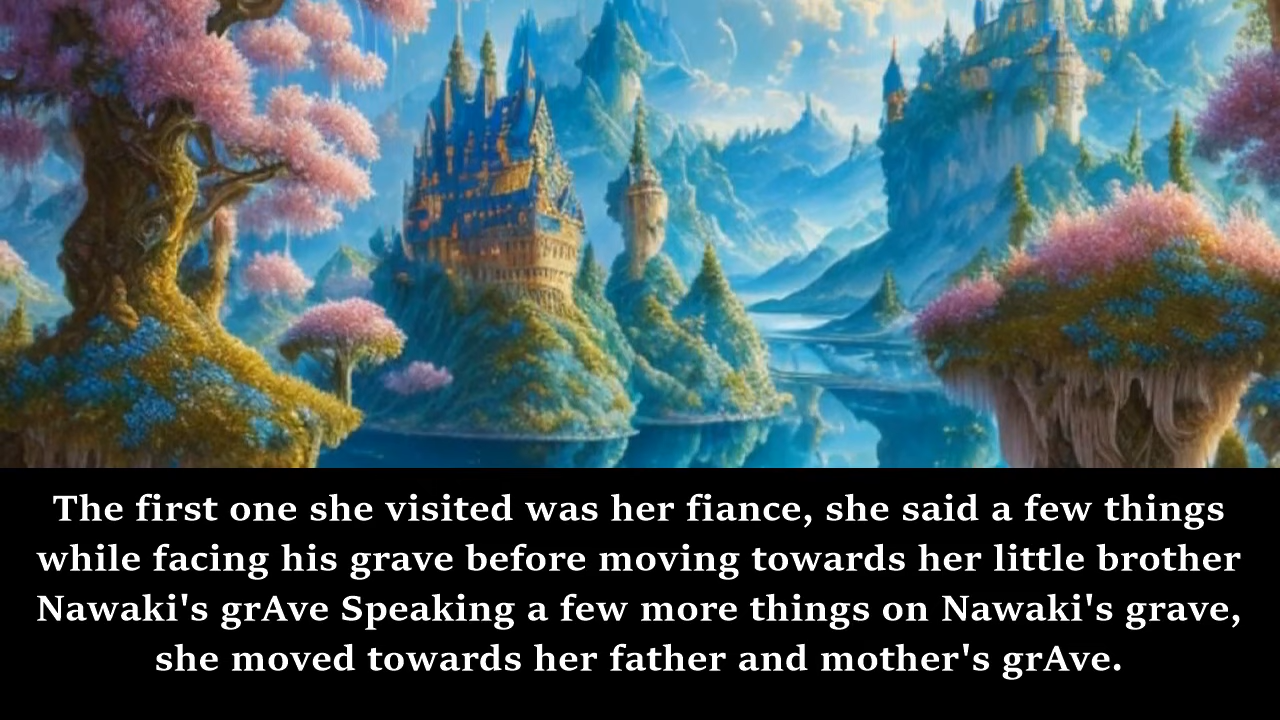 The first one she visited was her fiance, she said a few things
while facing his grave before moving towards her little brother
Nawaki's grAve Speaking a few more things on Nawaki's grave,
she moved towards her father and mother's grAve.